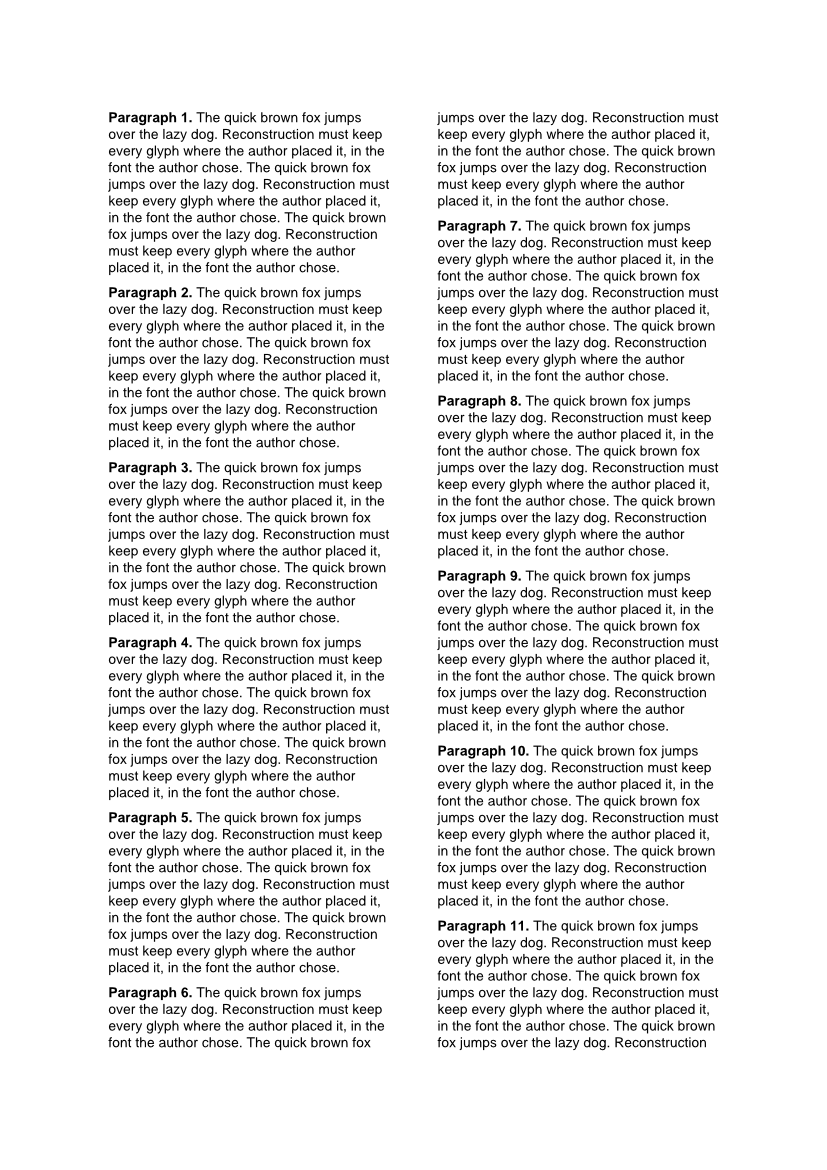 Paragraph 1. The quick brown fox jumps
over the lazy dog. Reconstruction must keep
every glyph where the author placed it, in the
font the author chose. The quick brown fox
jumps over the lazy dog. Reconstruction must
keep every glyph where the author placed it,
in the font the author chose. The quick brown
fox jumps over the lazy dog. Reconstruction
must keep every glyph where the author
placed it, in the font the author chose.
Paragraph 2. The quick brown fox jumps
over the lazy dog. Reconstruction must keep
every glyph where the author placed it, in the
font the author chose. The quick brown fox
jumps over the lazy dog. Reconstruction must
keep every glyph where the author placed it,
in the font the author chose. The quick brown
fox jumps over the lazy dog. Reconstruction
must keep every glyph where the author
placed it, in the font the author chose.
Paragraph 3. The quick brown fox jumps
over the lazy dog. Reconstruction must keep
every glyph where the author placed it, in the
font the author chose. The quick brown fox
jumps over the lazy dog. Reconstruction must
keep every glyph where the author placed it,
in the font the author chose. The quick brown
fox jumps over the lazy dog. Reconstruction
must keep every glyph where the author
placed it, in the font the author chose.
Paragraph 4. The quick brown fox jumps
over the lazy dog. Reconstruction must keep
every glyph where the author placed it, in the
font the author chose. The quick brown fox
jumps over the lazy dog. Reconstruction must
keep every glyph where the author placed it,
in the font the author chose. The quick brown
fox jumps over the lazy dog. Reconstruction
must keep every glyph where the author
placed it, in the font the author chose.
Paragraph 5. The quick brown fox jumps
over the lazy dog. Reconstruction must keep
every glyph where the author placed it, in the
font the author chose. The quick brown fox
jumps over the lazy dog. Reconstruction must
keep every glyph where the author placed it,
in the font the author chose. The quick brown
fox jumps over the lazy dog. Reconstruction
must keep every glyph where the author
placed it, in the font the author chose.
Paragraph 6. The quick brown fox jumps
over the lazy dog. Reconstruction must keep
every glyph where the author placed it, in the
font the author chose. The quick brown fox
jumps over the lazy dog. Reconstruction must
keep every glyph where the author placed it,
in the font the author chose. The quick brown
fox jumps over the lazy dog. Reconstruction
must keep every glyph where the author
placed it, in the font the author chose.
Paragraph 7. The quick brown fox jumps
over the lazy dog. Reconstruction must keep
every glyph where the author placed it, in the
font the author chose. The quick brown fox
jumps over the lazy dog. Reconstruction must
keep every glyph where the author placed it,
in the font the author chose. The quick brown
fox jumps over the lazy dog. Reconstruction
must keep every glyph where the author
placed it, in the font the author chose.
Paragraph 8. The quick brown fox jumps
over the lazy dog. Reconstruction must keep
every glyph where the author placed it, in the
font the author chose. The quick brown fox
jumps over the lazy dog. Reconstruction must
keep every glyph where the author placed it,
in the font the author chose. The quick brown
fox jumps over the lazy dog. Reconstruction
must keep every glyph where the author
placed it, in the font the author chose.
Paragraph 9. The quick brown fox jumps
over the lazy dog. Reconstruction must keep
every glyph where the author placed it, in the
font the author chose. The quick brown fox
jumps over the lazy dog. Reconstruction must
keep every glyph where the author placed it,
in the font the author chose. The quick brown
fox jumps over the lazy dog. Reconstruction
must keep every glyph where the author
placed it, in the font the author chose.
Paragraph 10. The quick brown fox jumps
over the lazy dog. Reconstruction must keep
every glyph where the author placed it, in the
font the author chose. The quick brown fox
jumps over the lazy dog. Reconstruction must
keep every glyph where the author placed it,
in the font the author chose. The quick brown
fox jumps over the lazy dog. Reconstruction
must keep every glyph where the author
placed it, in the font the author chose.
Paragraph 11. The quick brown fox jumps
over the lazy dog. Reconstruction must keep
every glyph where the author placed it, in the
font the author chose. The quick brown fox
jumps over the lazy dog. Reconstruction must
keep every glyph where the author placed it,
in the font the author chose. The quick brown
fox jumps over the lazy dog. Reconstruction